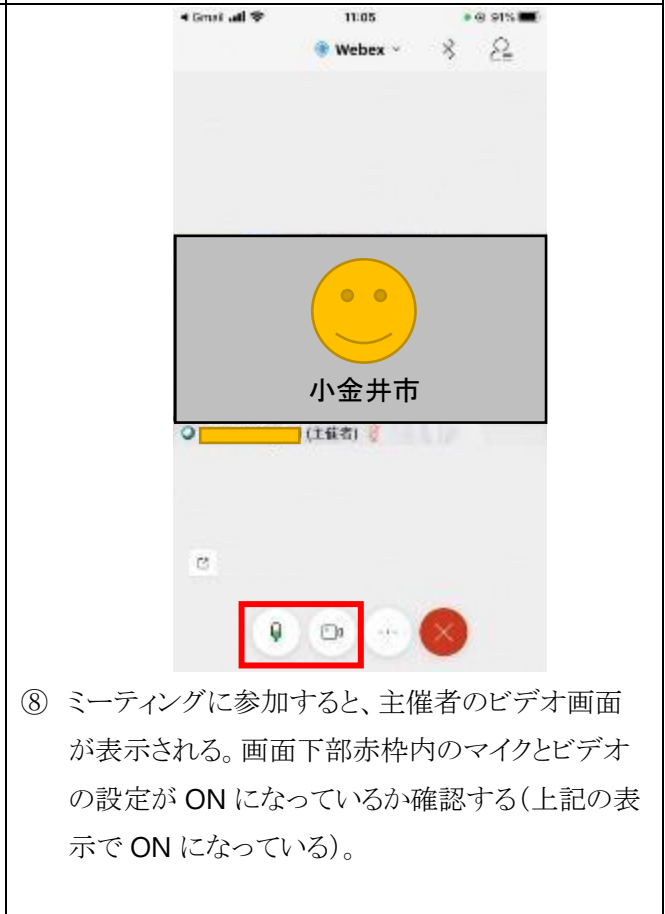 Gmail
11:05
91%
Webex
小金井市
(主催者)
⑧ ミーティングに参加すると、主催者のビデオ画面
が表示される。画面下部赤枠内のマイクとビデオ
の設定が ON になっているか確認する(上記の表
示で ON になっている)。